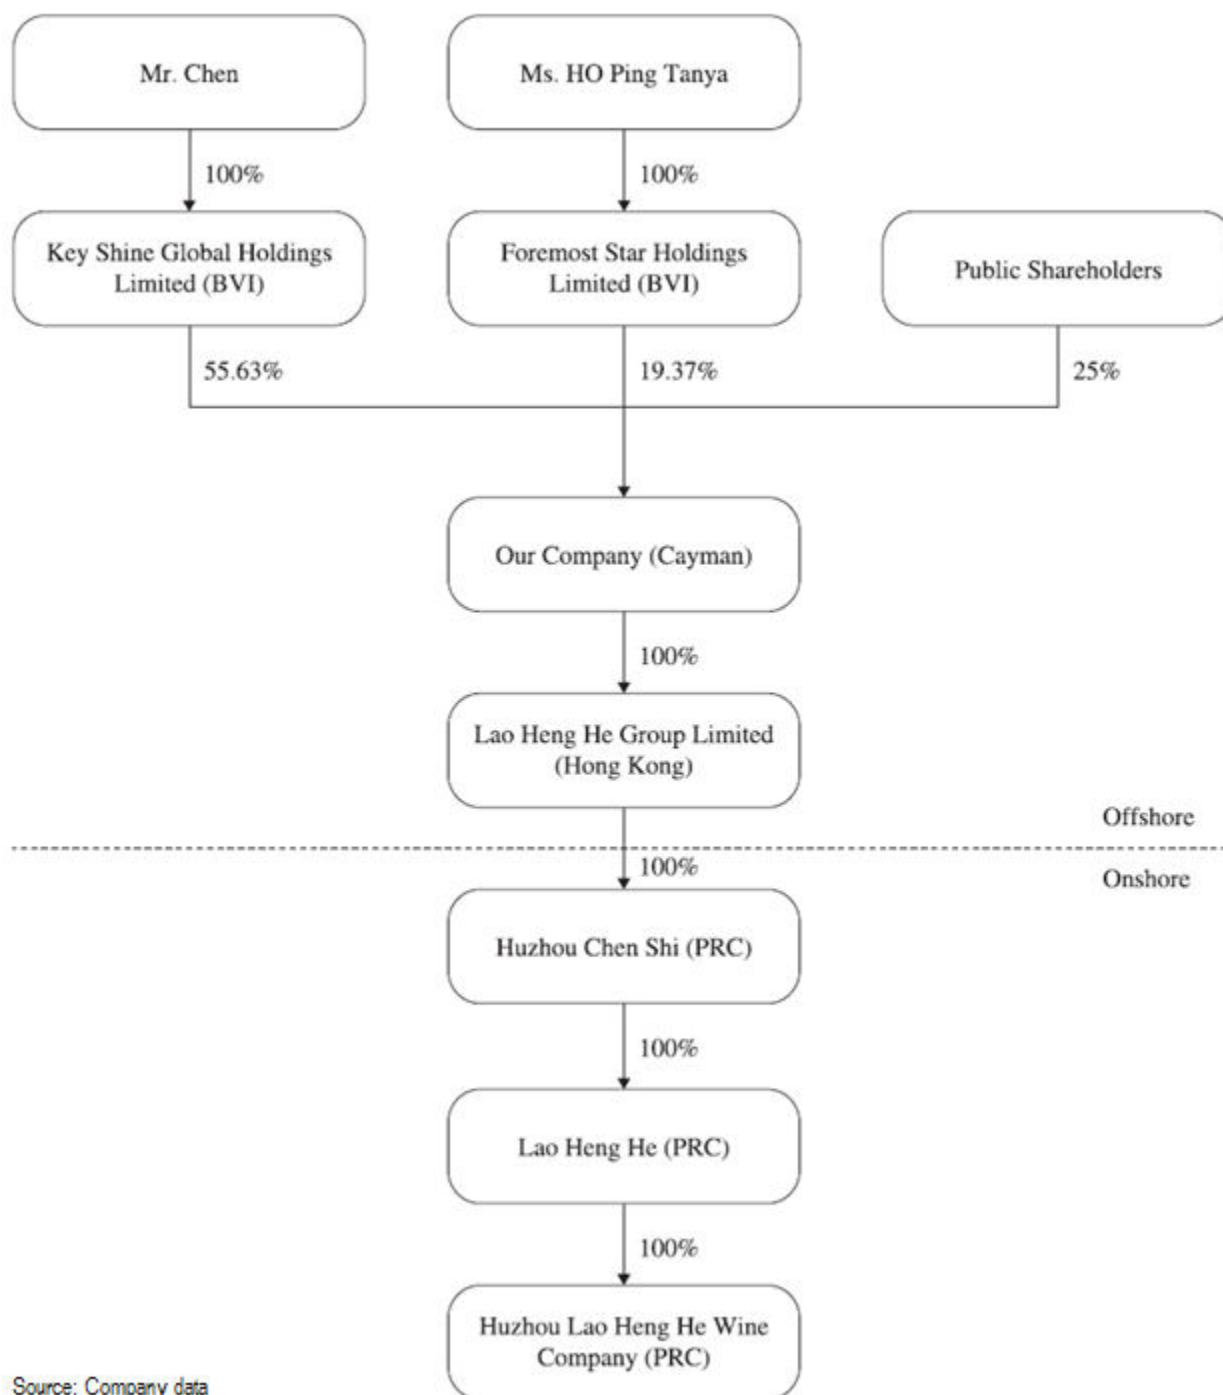 Mr. Chen
Ms. HO Ping Tanya
100%
100%
Key Shine Global Holdings
Limited (BVI)
Foremost Star Holdings
Limited (BVI)
Public Shareholders
55.63%
19.37%
25%
Our Company (Cayman)
100%
Lao Heng He Group Limited
(Hong Kong)
Offshore
100%
Onshore
Huzhou Chen Shi (PRC)
100%
Lao Heng He (PRC)
100%
Huzhou Lao Heng He Wine
Company (PRC)
Source: Company data